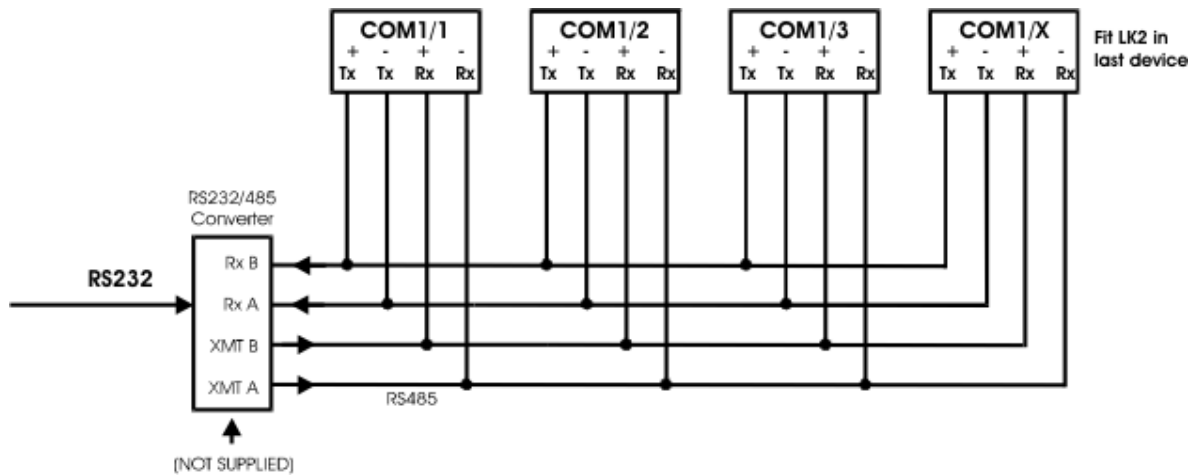 COM1/1
+ - + -
Tx Tx Rx Rx
COM1/2
+ - + -
Tx Tx Rx Rx
COM1/3
+ - + -
Tx Tx Rx Rx
COM1/X
+ - + -
Tx Tx Rx Rx
Fit LK2 in
last device
RS232/485
Converter
RS232
Rx B
Rx A
XMT B
XMT A
RS485
(NOT SUPPLIED)